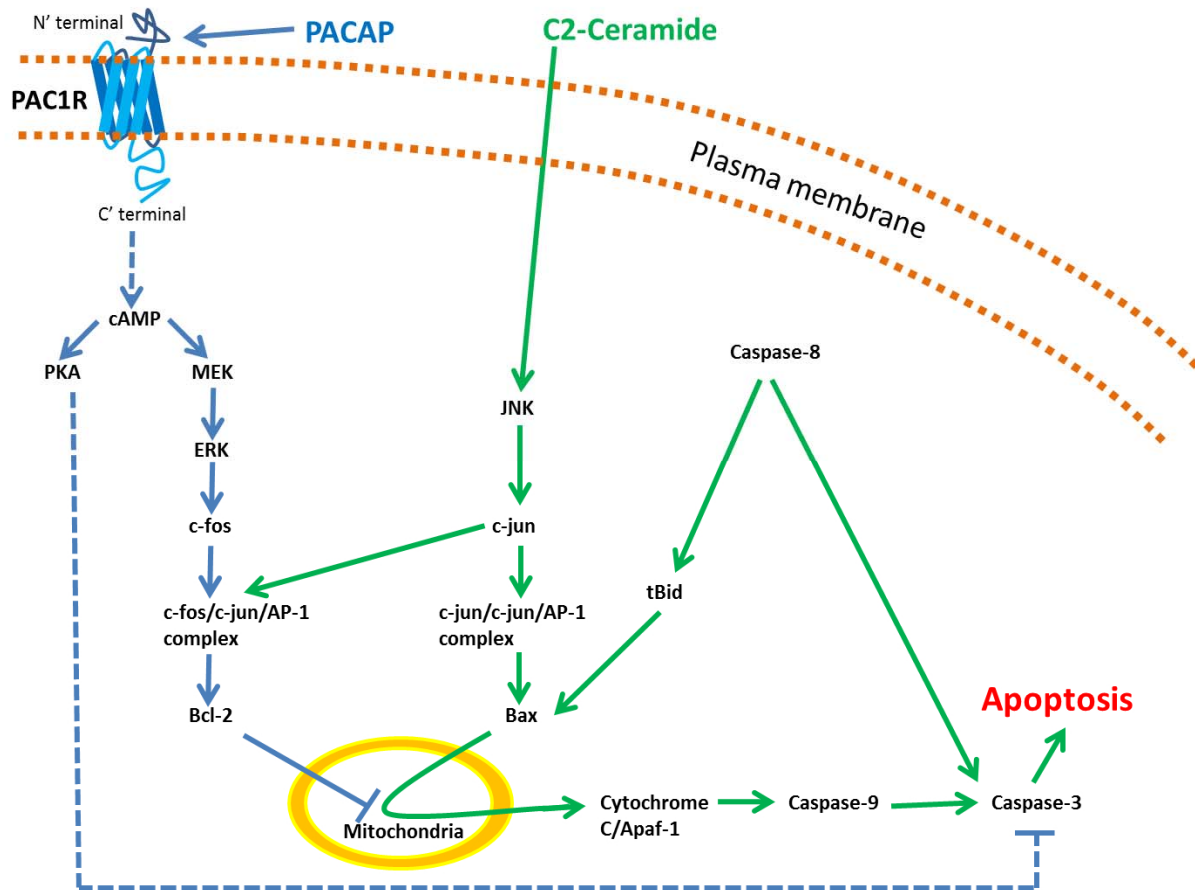 N’ terminal
PACAP
C2-Ceramide
PAC1R
Plasma membrane
C’ terminal
cAMP
PKA
MEK
Caspase-8
JNK
ERK
c-fos
c-jun
tBid
c-fos/c-jun/AP-1
complex
c-jun/c-jun/AP-1
complex
Bcl-2
Bax
Apoptosis
Mitochondria
Cytochrome
C/Apaf-1
Caspase-9
Caspase-3